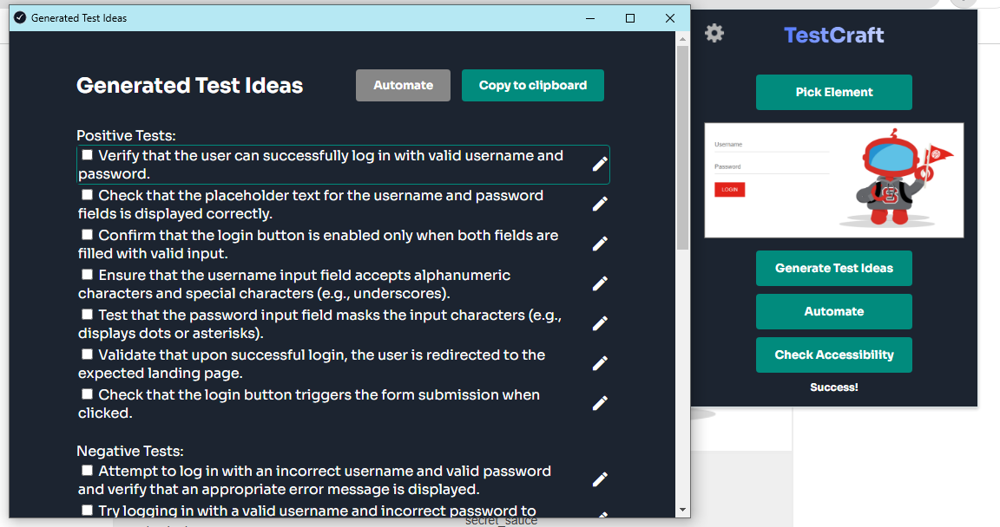 Generated Test Ideas
TestCraft
Generated Test Ideas
Automate
Copy to clipboard
Positive Tests:
Verify that the user can successfully log in with valid username and
password.
Check that the placeholder text for the username and password
fields is displayed correctly.
Confirm that the login button is enabled only when both fields are
filled with valid input.
Ensure that the username input field accepts alphanumeric
characters and special characters (e.g., underscores).
Test that the password input field masks the input characters (e.g.,
displays dots or asterisks).
Validate that upon successful login, the user is redirected to the
expected landing page.
Check that the login button triggers the form submission when
clicked.
Negative Tests:
Attempt to log in with an incorrect username and valid password
and verify that an appropriate error message is displayed.
Try logging in with a valid username and incorrect password to
Pick Element
Username
Password
LOGIN
Generate Test Ideas
Automate
Check Accessibility
Success!
secret_sauce